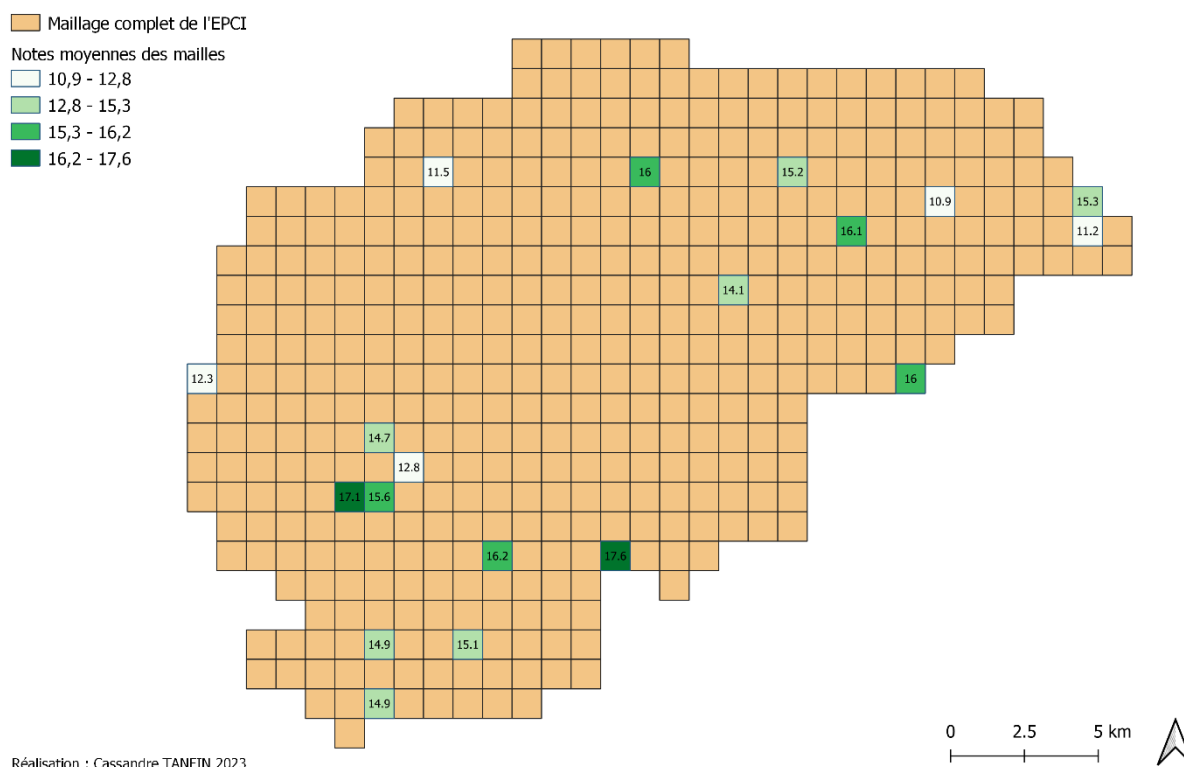 Maillage complet de l'EPCI
Notes moyennes des mailles
10,9 - 12,8
12,8 - 15,3
15,3 - 16,2
16,2 - 17,6
11.5
16
15.2
10.9
15.3
16.1
11.2
14.1
12.3
16
14.7
12.8
17.1
15.6
16.2
17.6
14.9
15.1
14.9
0 2.5 5 km
Réalisation : Cassandre TANFIN 2023